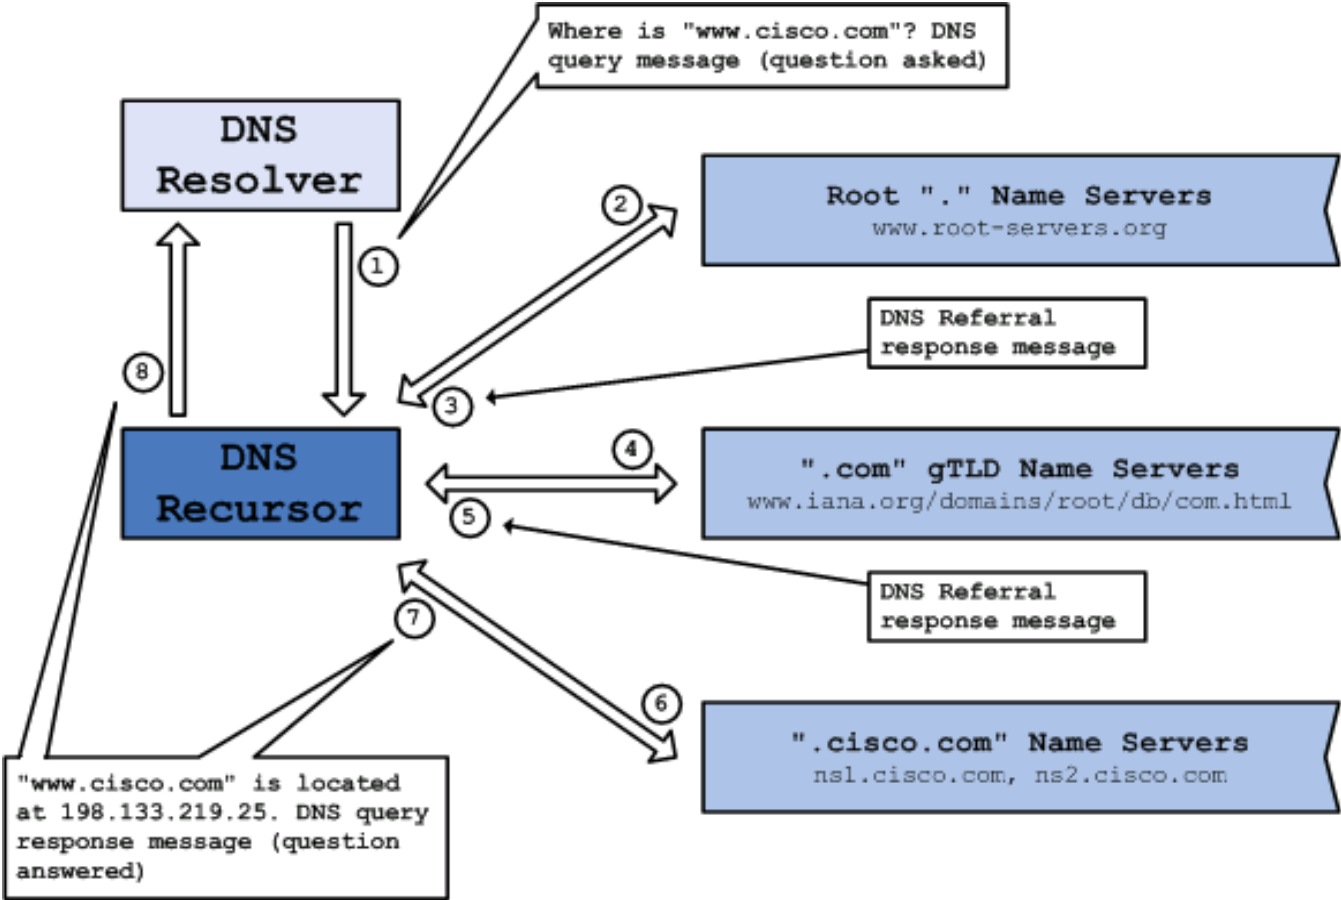 Where is "www.cisco.com"? DNS
query message (question asked)
DNS
Resolver
2
Root "." Name Servers
www.root-servers.org
1
DNS Referral
response message
8
3
DNS
Recursor
4
".com" gTLD Name Servers
www.iana.org/domains/root/db/com.html
5
DNS Referral
response message
7
6
".cisco.com" Name Servers
ns1.cisco.com, ns2.cisco.com
"www.cisco.com" is located
at 198.133.219.25. DNS query
response message (question
answered)